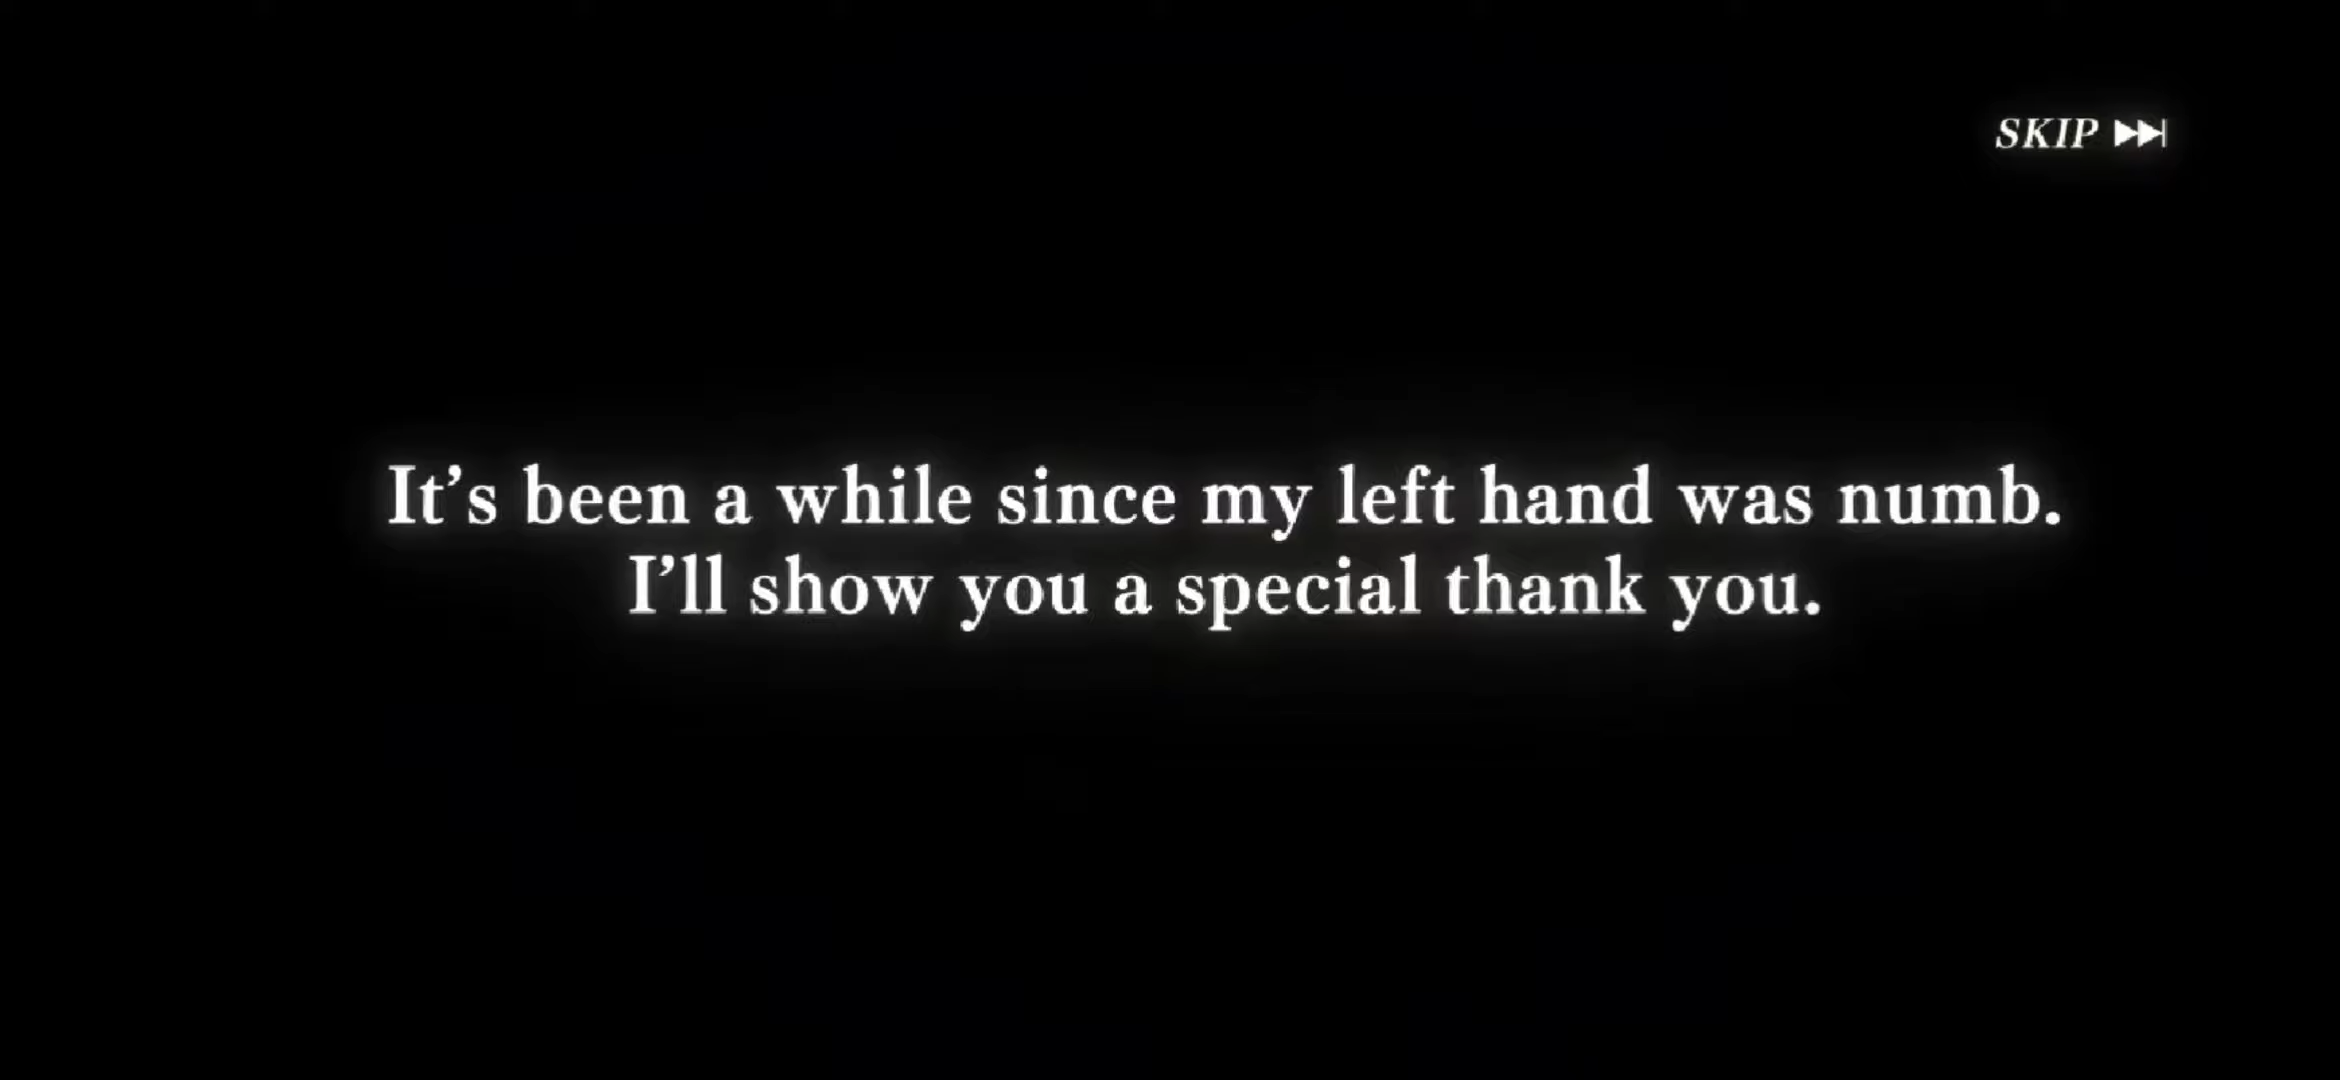 SKIP
It’s been a while since my left hand was numb.
I’ll show you a special thank you.